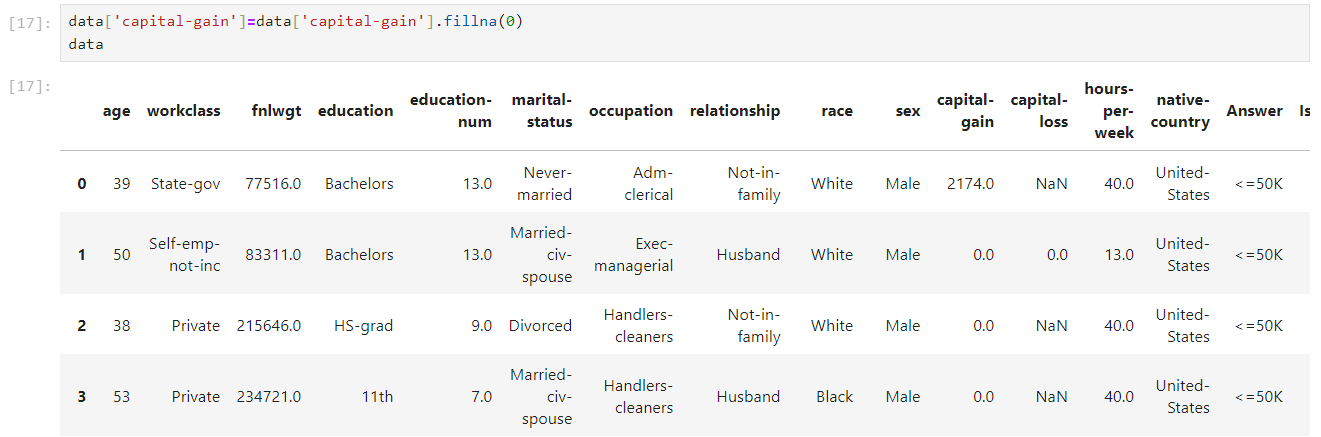 [17]: data['capital-gain']=data['capital-gain'].fillna(0)
data
[17]:
age workclass fnlwgt education education-num marital-status occupation relationship race sex capital-gain capital-loss hours-per-week native-country Answer Is
0 39 State-gov 77516.0 Bachelors 13.0 Never-married Adm-clerical Not-in-family White Male 2174.0 NaN 40.0 United-States <=50K
1 50 Self-emp-not-inc 83311.0 Bachelors 13.0 Married-civ-spouse Exec-managerial Husband White Male 0.0 0.0 13.0 United-States <=50K
2 38 Private 215646.0 HS-grad 9.0 Divorced Handlers-cleaners Not-in-family White Male 0.0 NaN 40.0 United-States <=50K
3 53 Private 234721.0 11th 7.0 Married-civ-spouse Handlers-cleaners Husband Black Male 0.0 NaN 40.0 United-States <=50K